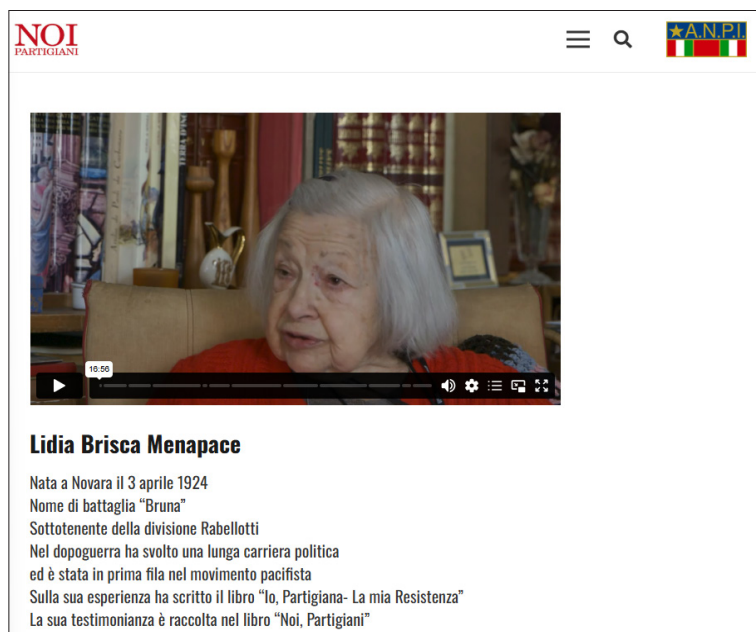 NOI
PARTIGIANI
★A.N.P.I.
TERRA D'IN
16:56
Lidia Brisca Menapace
Nata a Novara il 3 aprile 1924
Nome di battaglia “Bruna”
Sottotenente della divisione Rabellotti
Nel dopoguerra ha svolto una lunga carriera politica
ed è stata in prima fila nel movimento pacifista
Sulla sua esperienza ha scritto il libro “Io, Partigiana- La mia Resistenza”
La sua testimonianza è raccolta nel libro “Noi, Partigiani”